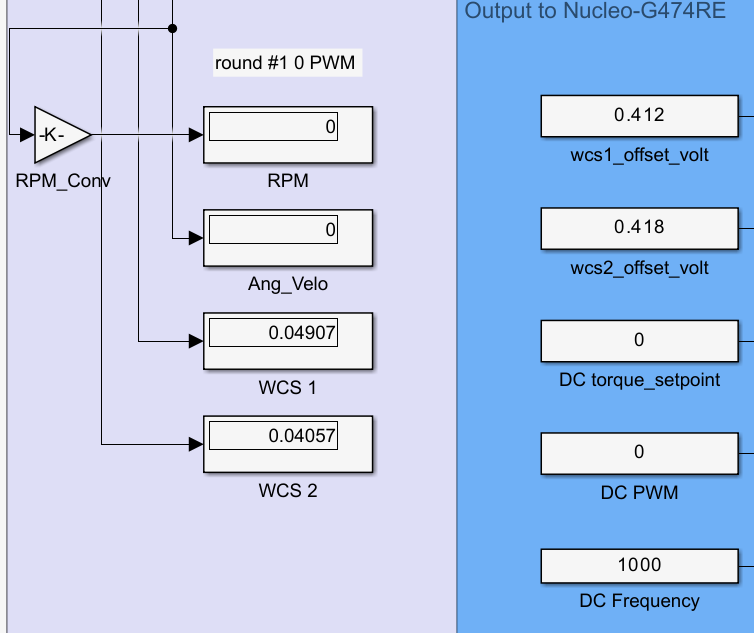 Output to Nucleo-G474RE
round #1 0 PWM
-K-
RPM_Conv
0
RPM
0
Ang_Velo
0.04907
WCS 1
0.04057
WCS 2
0.412
wcs1_offset_volt
0.418
wcs2_offset_volt
0
DC torque_setpoint
0
DC PWM
1000
DC Frequency